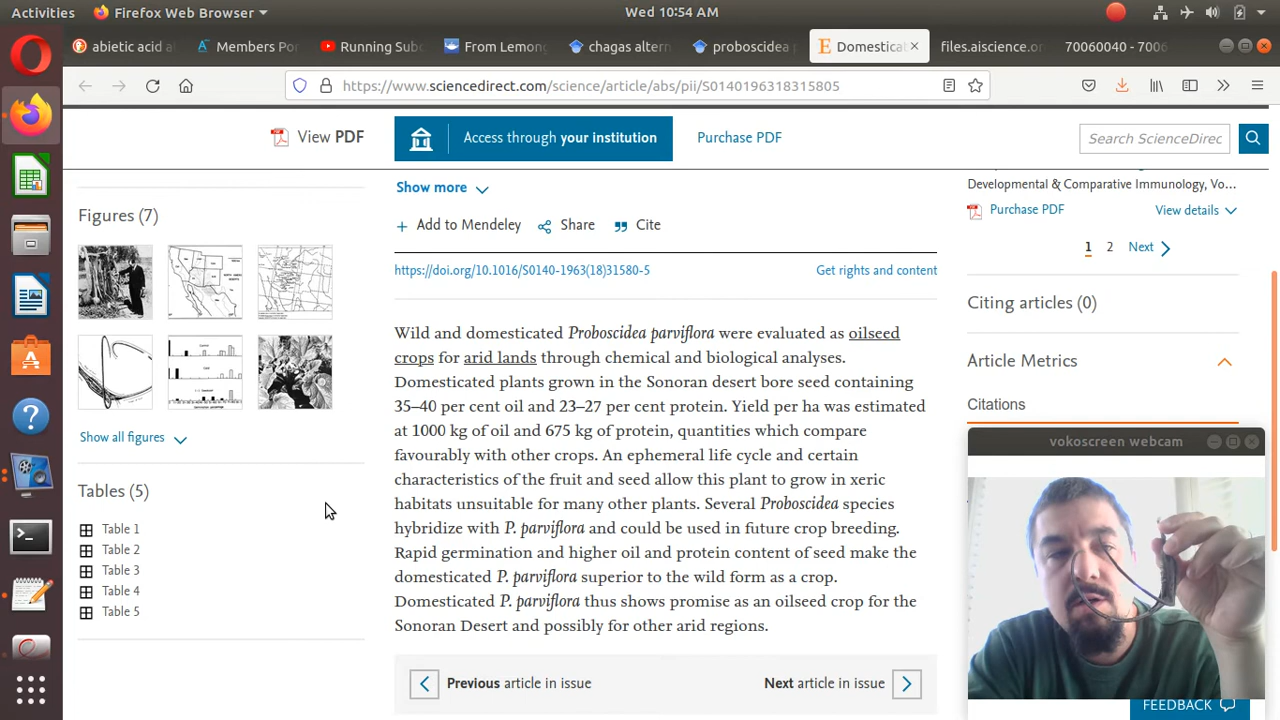 Activities Firefox Web Browser Wed 10:54 AM
abietic acid al Members Por Running Sub From Lemong chagas altern proboscidea p Domestica files.aiscience.or 70060040 - 7006
https://www.sciencedirect.com/science/article/abs/pii/S0140196318315805
View PDF Access through your institution Purchase PDF Search ScienceDirec
Show more
Add to Mendeley Share Cite
https://doi.org/10.1016/S0140-1963(18)31580-5 Get rights and content
Figures (7)
Show all figures
Tables (5)
Table 1
Table 2
Table 3
Table 4
Table 5
Wild and domesticated Proboscidea parviflora were evaluated as oilseed
crops for arid lands through chemical and biological analyses.
Domesticated plants grown in the Sonoran desert bore seed containing
35–40 per cent oil and 23–27 per cent protein. Yield per ha was estimated
at 1000 kg of oil and 675 kg of protein, quantities which compare
favourably with other crops. An ephemeral life cycle and certain
characteristics of the fruit and seed allow this plant to grow in xeric
habitats unsuitable for many other plants. Several Proboscidea species
hybridize with P. parviflora and could be used in future crop breeding.
Rapid germination and higher oil and protein content of seed make the
domesticated P. parviflora superior to the wild form as a crop.
Domesticated P. parviflora thus shows promise as an oilseed crop for the
Sonoran Desert and possibly for other arid regions.
Previous article in issue Next article in issue
Developmental & Comparative Immunology, Vo...
Purchase PDF View details
1 2 Next
Citing articles (0)
Article Metrics
Citations
vokoscreen webcam
FEEDBACK